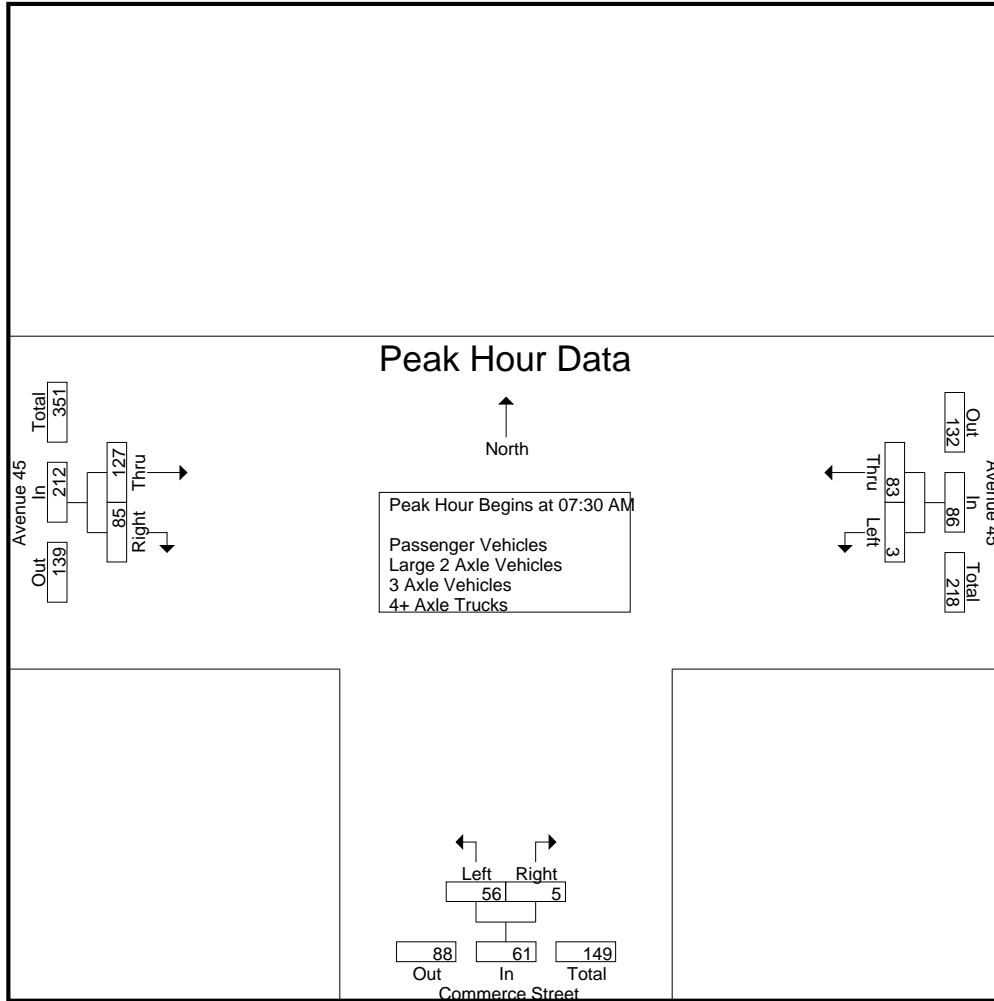 Peak Hour Data
North
Peak Hour Begins at 07:30 AM
Passenger Vehicles
Large 2 Axle Vehicles
3 Axle Vehicles
4+ Axle Trucks
Avenue 45
Out In Total
139 212 351
Right Thru
85 127
Avenue 45
Out In Total
132 86 218
Thru Left
83 3
Left Right
56 5
88 61 149
Out In Total
Commerce Street